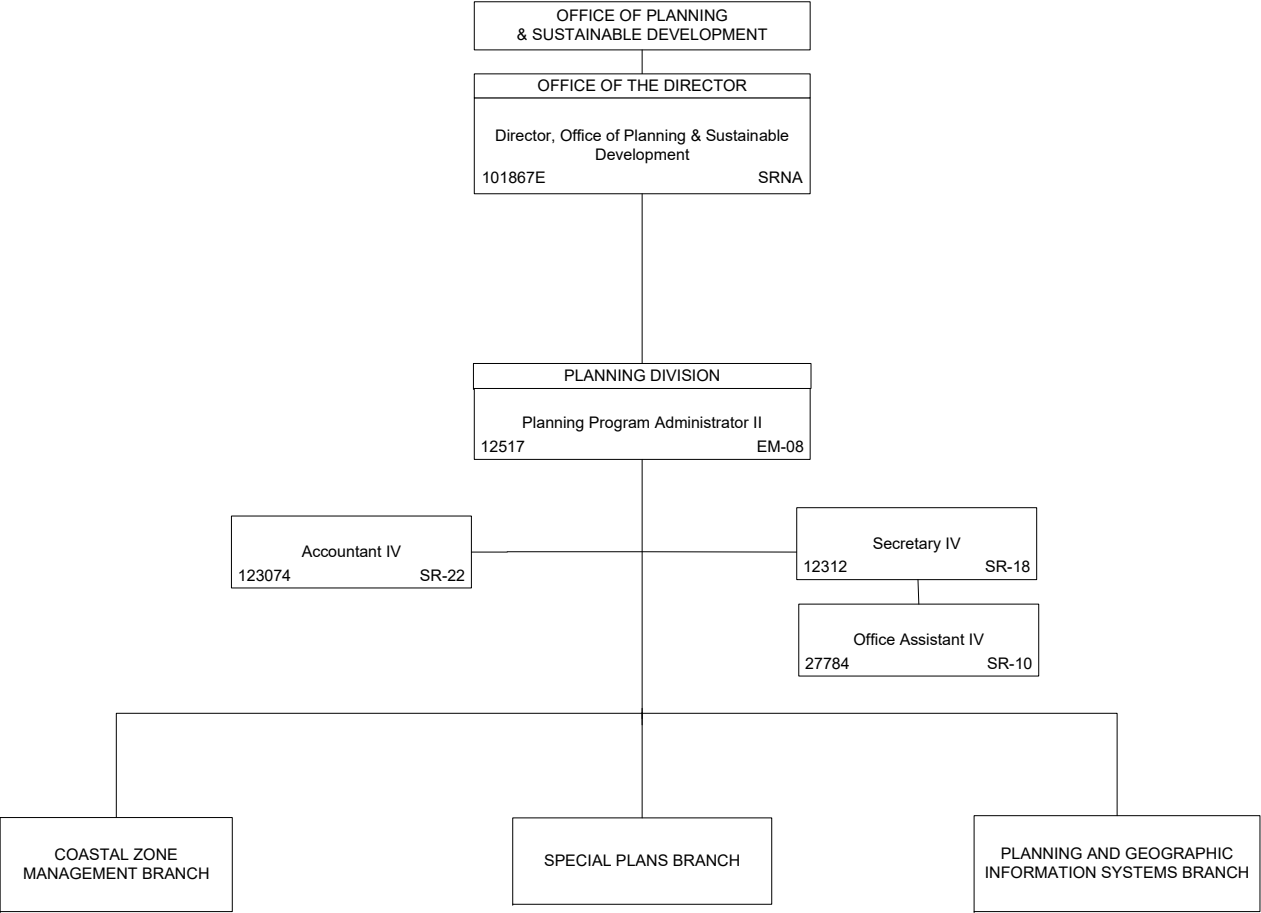 OFFICE OF PLANNING
& SUSTAINABLE DEVELOPMENT
OFFICE OF THE DIRECTOR
Director, Office of Planning & Sustainable
Development
101867E SRNA
PLANNING DIVISION
Planning Program Administrator II
12517 EM-08
Accountant IV
123074 SR-22
Secretary IV
12312 SR-18
Office Assistant IV
27784 SR-10
COASTAL ZONE
MANAGEMENT BRANCH
SPECIAL PLANS BRANCH
PLANNING AND GEOGRAPHIC
INFORMATION SYSTEMS BRANCH